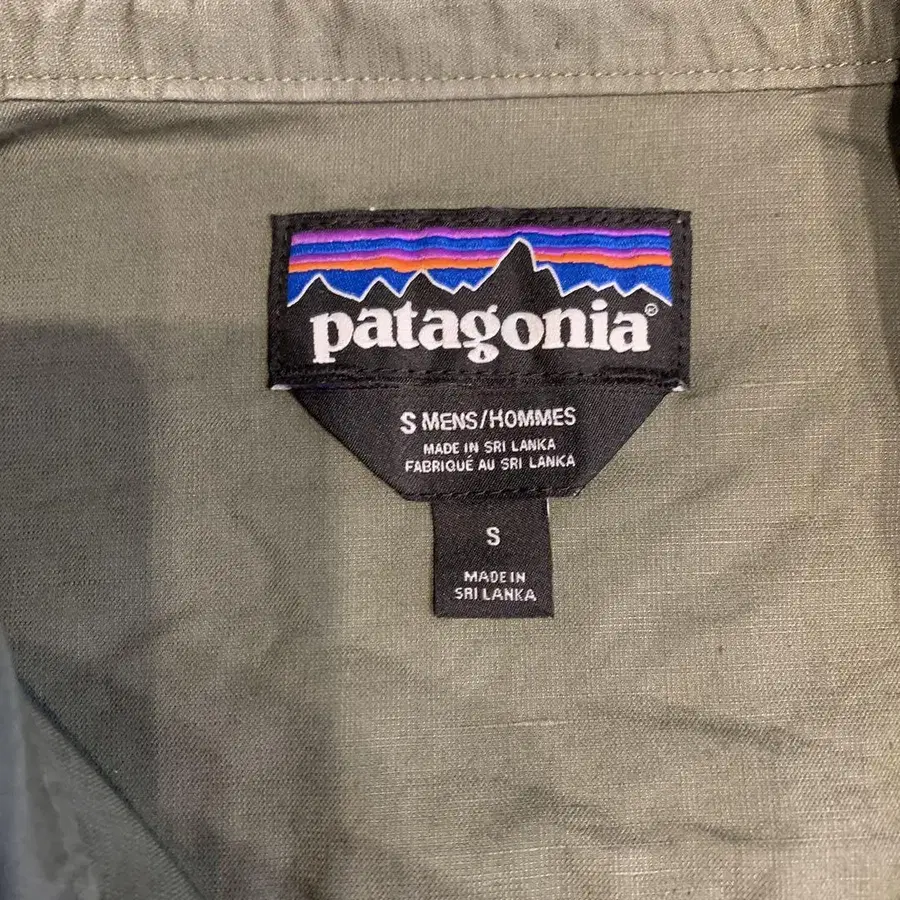 patagonia®
S MENS/HOMMES
MADE IN SRI LANKA
FABRIQUÉ AU SRI LANKA
S
MADE IN
SRI LANKA